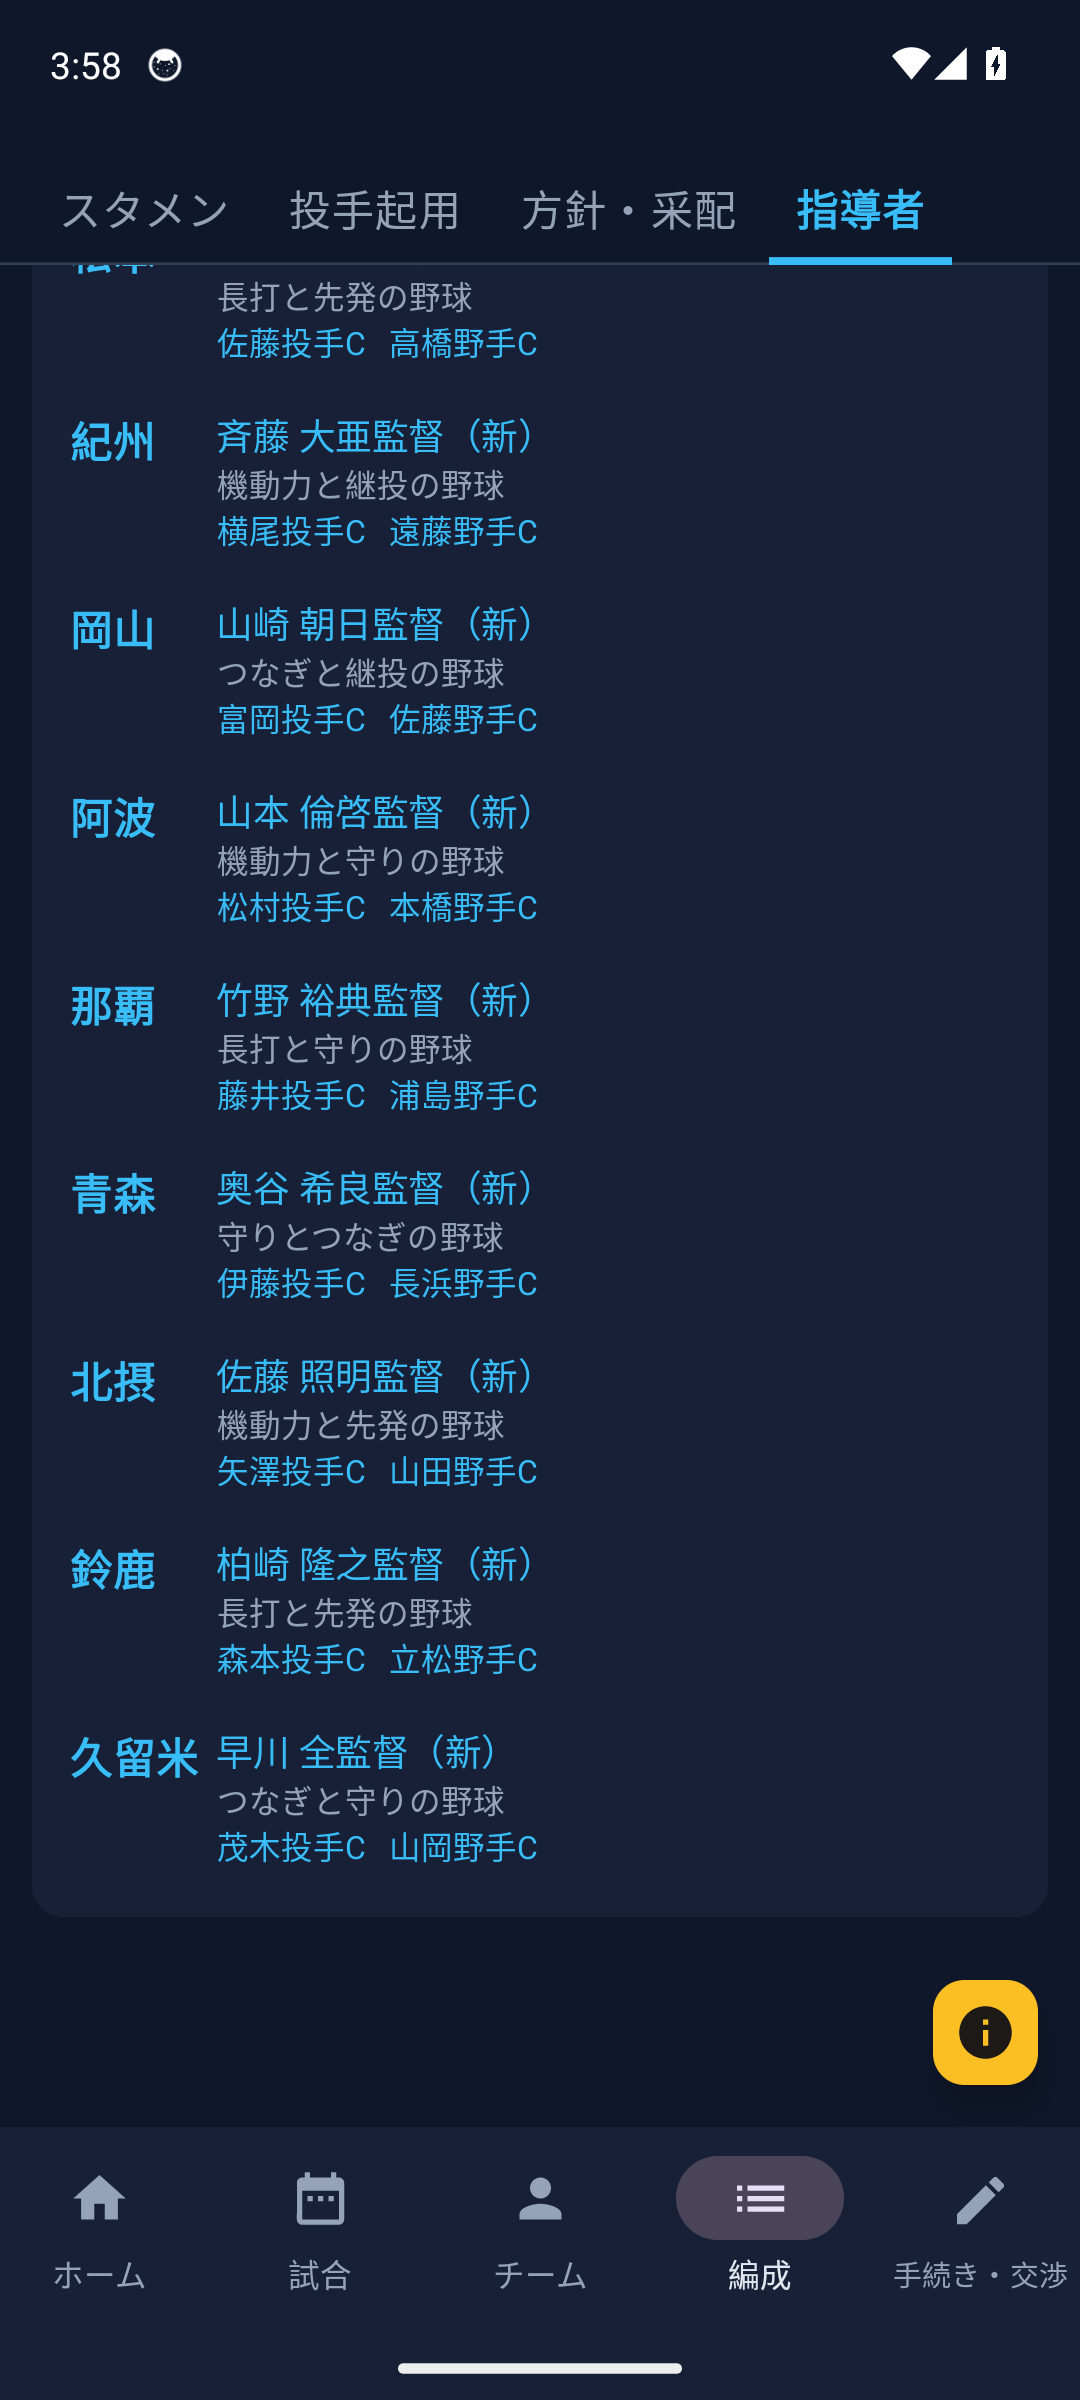 3:58
スタメン 投手起用 方針・采配 指導者
長打と先発の野球
佐藤投手C 高橋野手C
紀州 斉藤 大亜監督（新）
機動力と継投の野球
横尾投手C 遠藤野手C
岡山 山崎 朝日監督（新）
つなぎと継投の野球
富岡投手C 佐藤野手C
阿波 山本 倫啓監督（新）
機動力と守りの野球
松村投手C 本橋野手C
那覇 竹野 裕典監督（新）
長打と守りの野球
藤井投手C 浦島野手C
青森 奥谷 希良監督（新）
守りとつなぎの野球
伊藤投手C 長浜野手C
北摂 佐藤 照明監督（新）
機動力と先発の野球
矢澤投手C 山田野手C
鈴鹿 柏崎 隆之監督（新）
長打と先発の野球
森本投手C 立松野手C
久留米 早川 全監督（新）
つなぎと守りの野球
茂木投手C 山岡野手C
ホーム 試合 チーム 編成 手続き・交渉